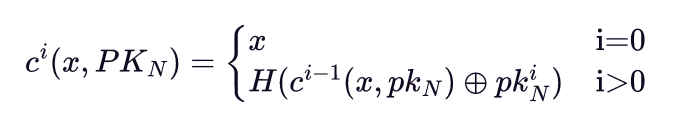 c^i(x, PK_N) = { x i=0
H(c^{i-1}(x, pk_N) ⊕ pk_N^i) i>0